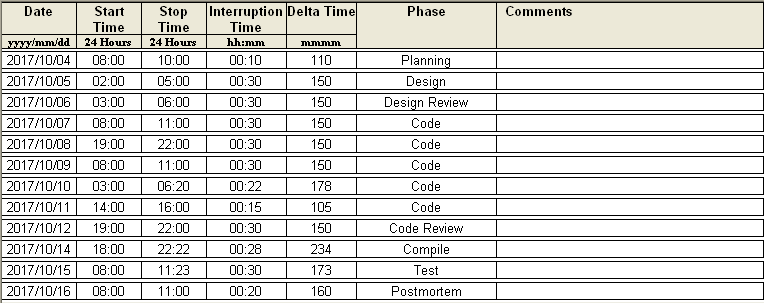 Date Start Time Stop Time Interruption Time Delta Time Phase Comments
yyyy/mm/dd 24 Hours 24 Hours hh:mm mmmm
2017/10/04 08:00 10:00 00:10 110 Planning
2017/10/05 02:00 05:00 00:30 150 Design
2017/10/06 03:00 06:00 00:30 150 Design Review
2017/10/07 08:00 11:00 00:30 150 Code
2017/10/08 19:00 22:00 00:30 150 Code
2017/10/09 08:00 11:00 00:30 150 Code
2017/10/10 03:00 06:20 00:22 178 Code
2017/10/11 14:00 16:00 00:15 105 Code
2017/10/12 19:00 22:00 00:30 150 Code Review
2017/10/14 18:00 22:22 00:28 234 Compile
2017/10/15 08:00 11:23 00:30 173 Test
2017/10/16 08:00 11:00 00:20 160 Postmortem